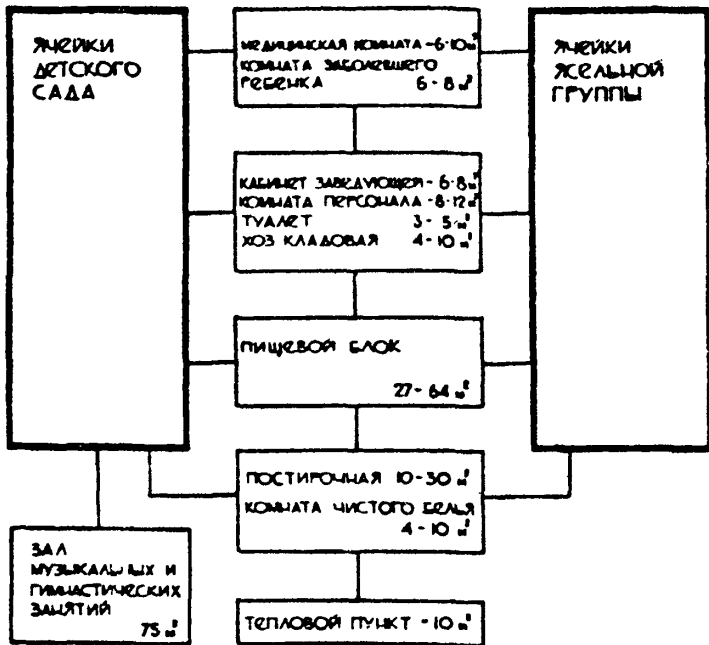 ЯЧЕЙКИ
ДЕТСКОГО
САДА
МЕДИЦИНСКАЯ КОМНАТА - 6-10 м²
КОМНАТА ЗАБОЛЕВШЕГО
РЕБЕНКА 6 - 8 м²
ЯЧЕЙКИ
ЯСЕЛЬНОЙ
ГРУППЫ
КАБИНЕТ ЗАВЕДУЮЩЕЙ - 6-8 м²
КОМНАТА ПЕРСОНАЛА - 8-12 м²
ТУАЛЕТ 3 - 5 м²
ХОЗ КЛАДОВАЯ 4 - 10 м²
ПИЩЕВОЙ БЛОК
27 - 64 м²
ПОСТИРОЧНАЯ 10-30 м²
КОМНАТА ЧИСТОГО БЕЛЬЯ
4 - 10 м²
ЗАЛ
МУЗЫКАЛЬНЫХ И
ГИМНАСТИЧЕСКИХ
ЗАНЯТИЙ
75 м²
ТЕПЛОВОЙ ПУНКТ - 10 м²